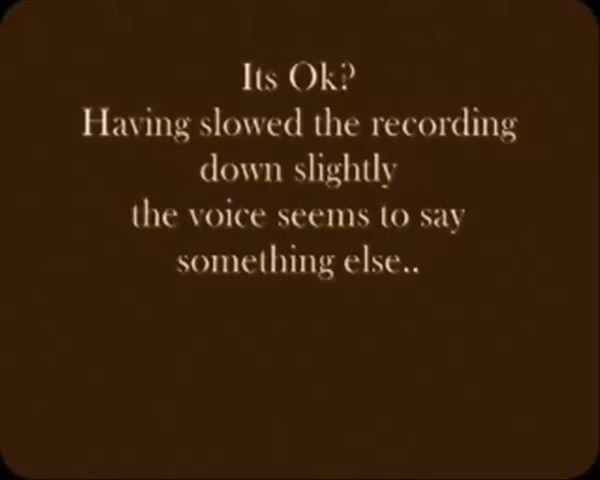 Its Ok?
Having slowed the recording
down slightly
the voice seems to say
something else..